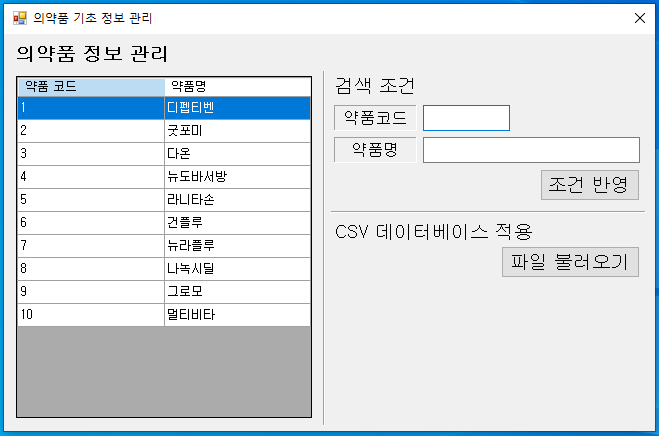 의약품 기초 정보 관리
의약품 정보 관리
약품 코드 약품명
1 디펩티벤
2 굿포미
3 다온
4 뉴도바서방
5 라니타손
6 건플루
7 뉴라플루
8 나녹시딜
9 그로모
10 멀티비타
검색 조건
약품코드
약품명
조건 반영
CSV 데이터베이스 적용
파일 불러오기